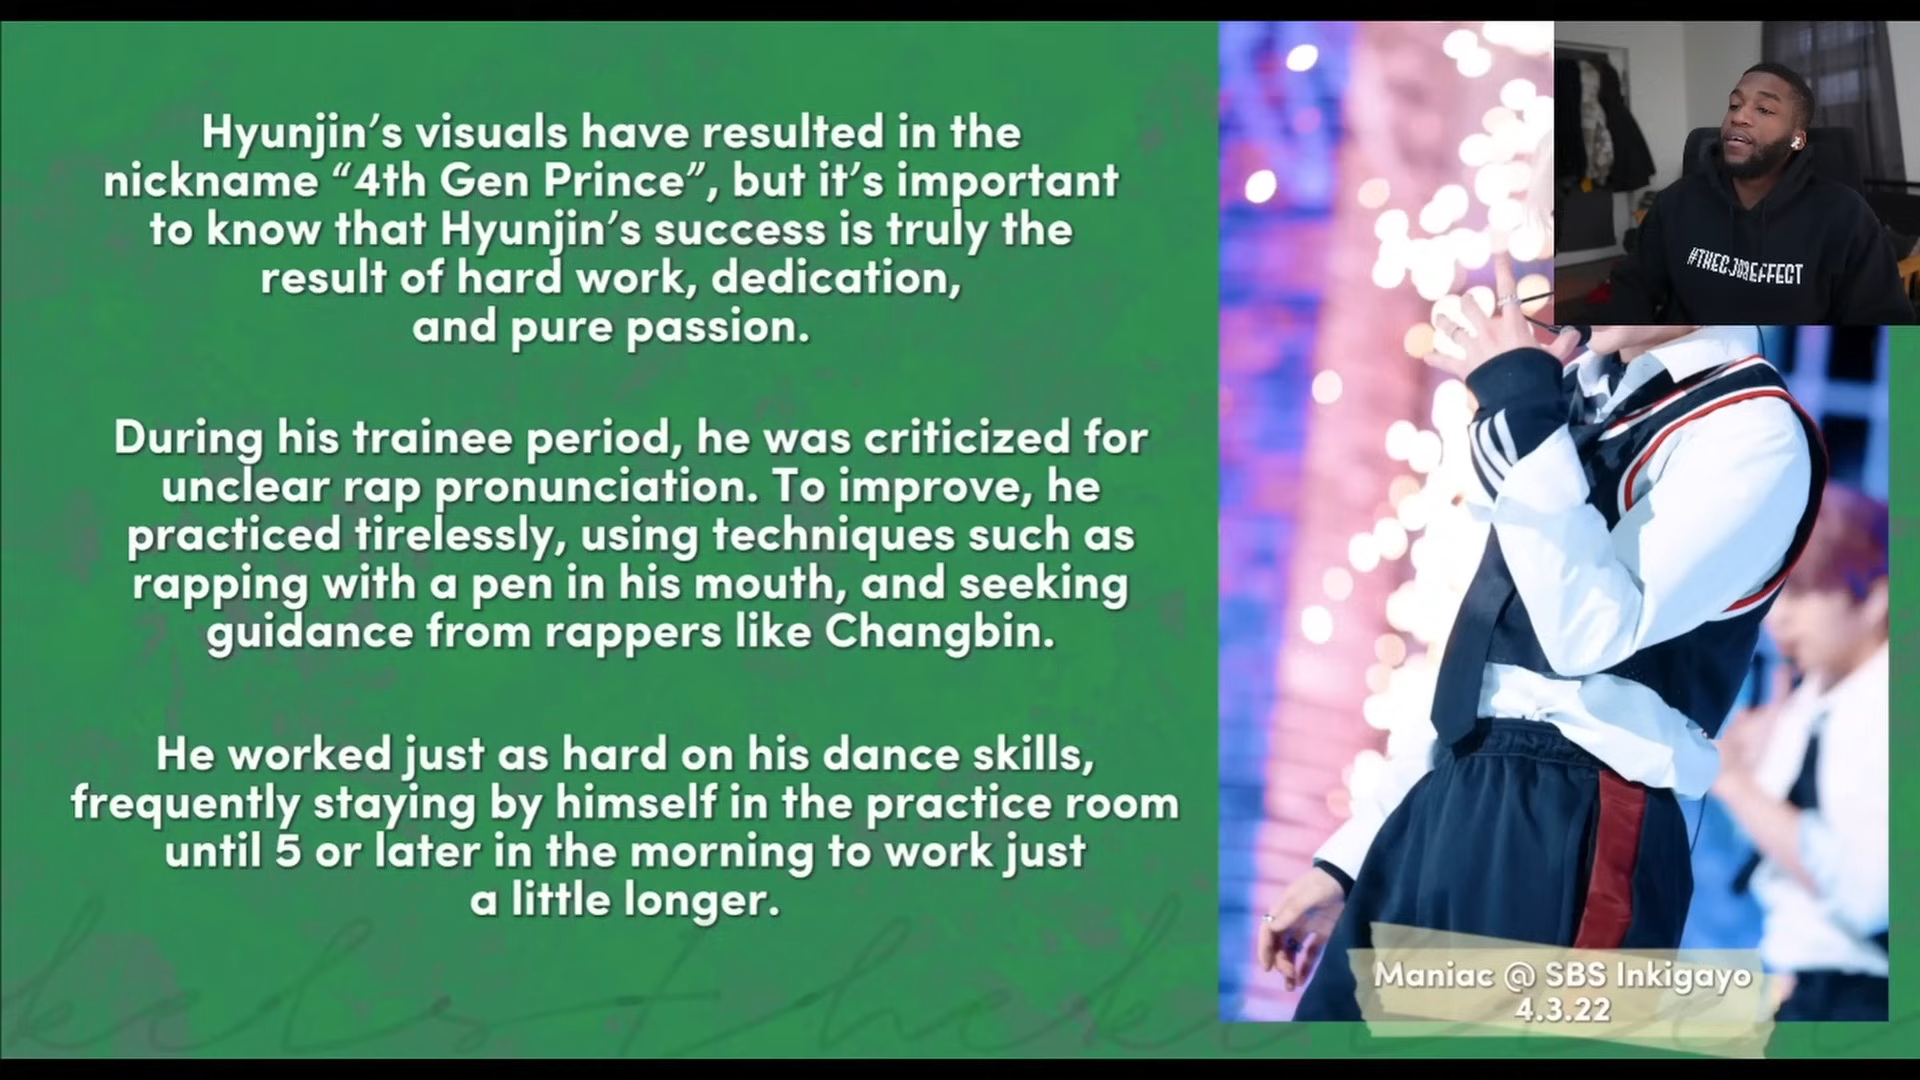 Hyunjin’s visuals have resulted in the
nickname “4th Gen Prince”, but it’s important
to know that Hyunjin’s success is truly the
result of hard work, dedication,
and pure passion.
During his trainee period, he was criticized for
unclear rap pronunciation. To improve, he
practiced tirelessly, using techniques such as
rapping with a pen in his mouth, and seeking
guidance from rappers like Changbin.
He worked just as hard on his dance skills,
frequently staying by himself in the practice room
until 5 or later in the morning to work just
a little longer.
Maniac @ SBS Inkigayo
4.3.22